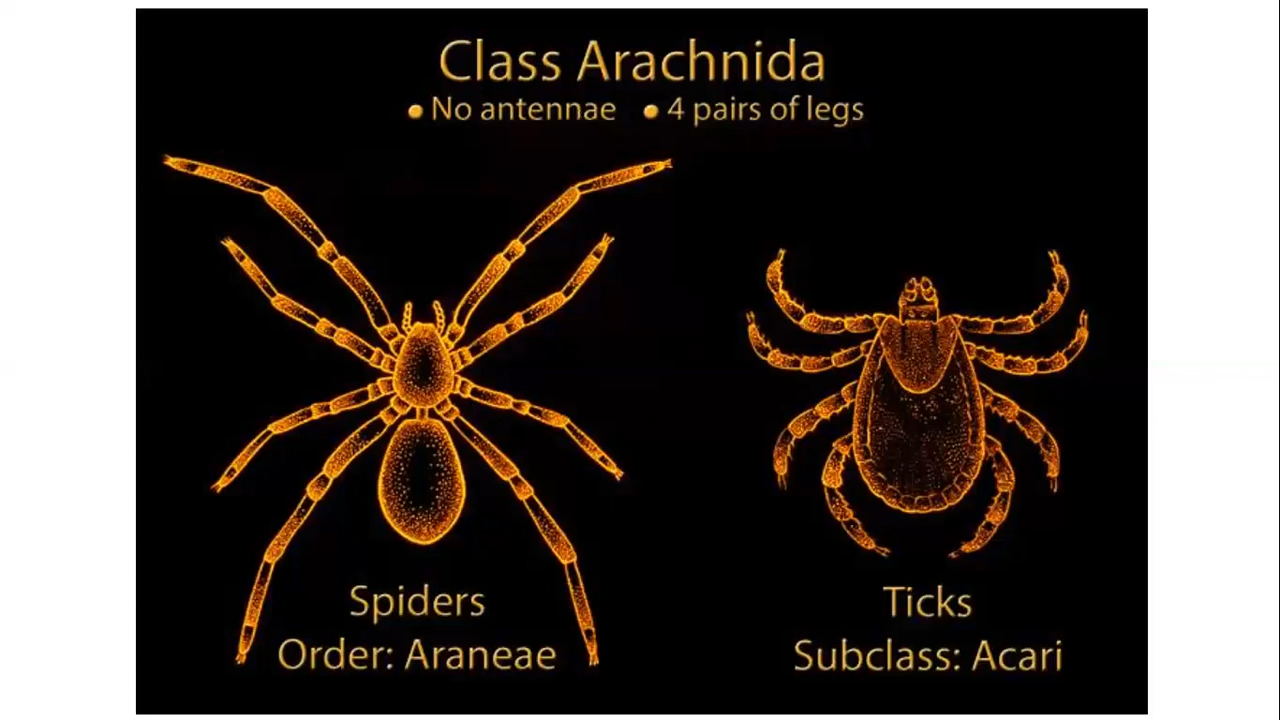 Class Arachnida
• No antennae • 4 pairs of legs
Spiders
Order: Araneae
Ticks
Subclass: Acari